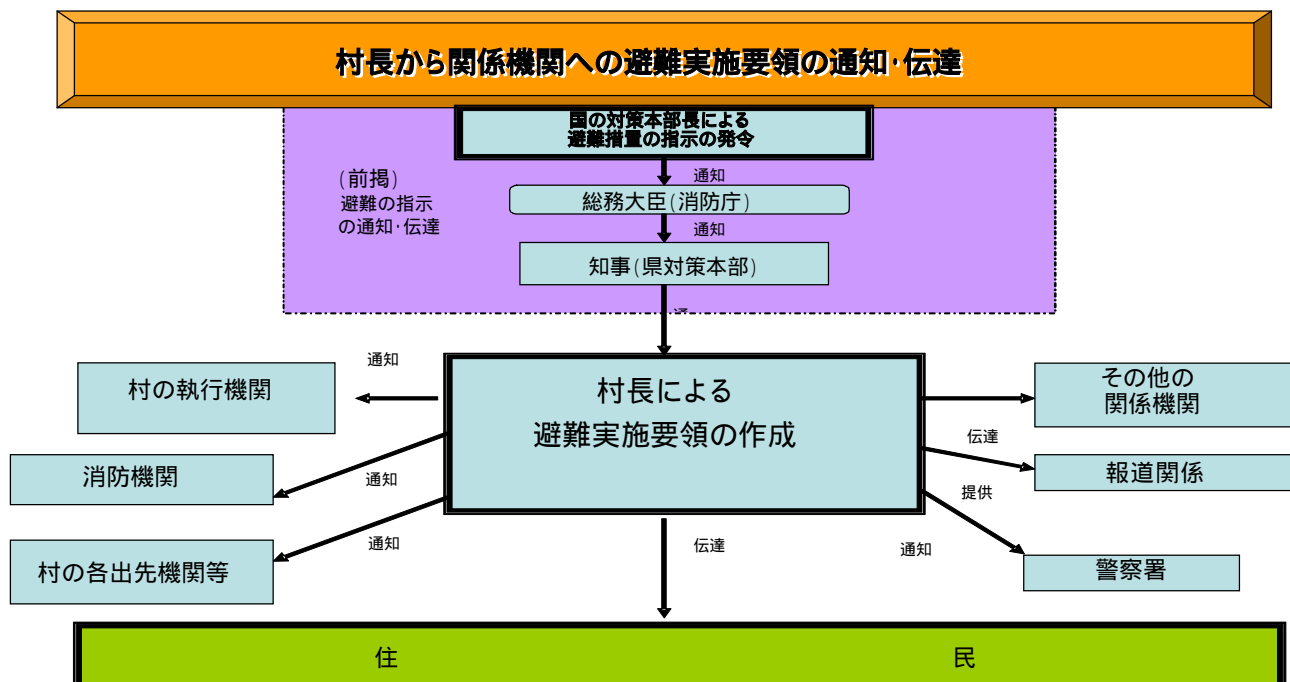 村長から関係機関への避難実施要領の通知･伝達
国の対策本部長による
避難措置の指示の発令
通知
(前掲)
避難の指示
の通知･伝達
総務大臣(消防庁)
通知
知事(県対策本部)
通知
村の執行機関
村長による
避難実施要領の作成
その他の
関係機関
伝達
消防機関
報道関係
通知
提供
通知
伝達
通知
村の各出先機関等
警察署
住 民